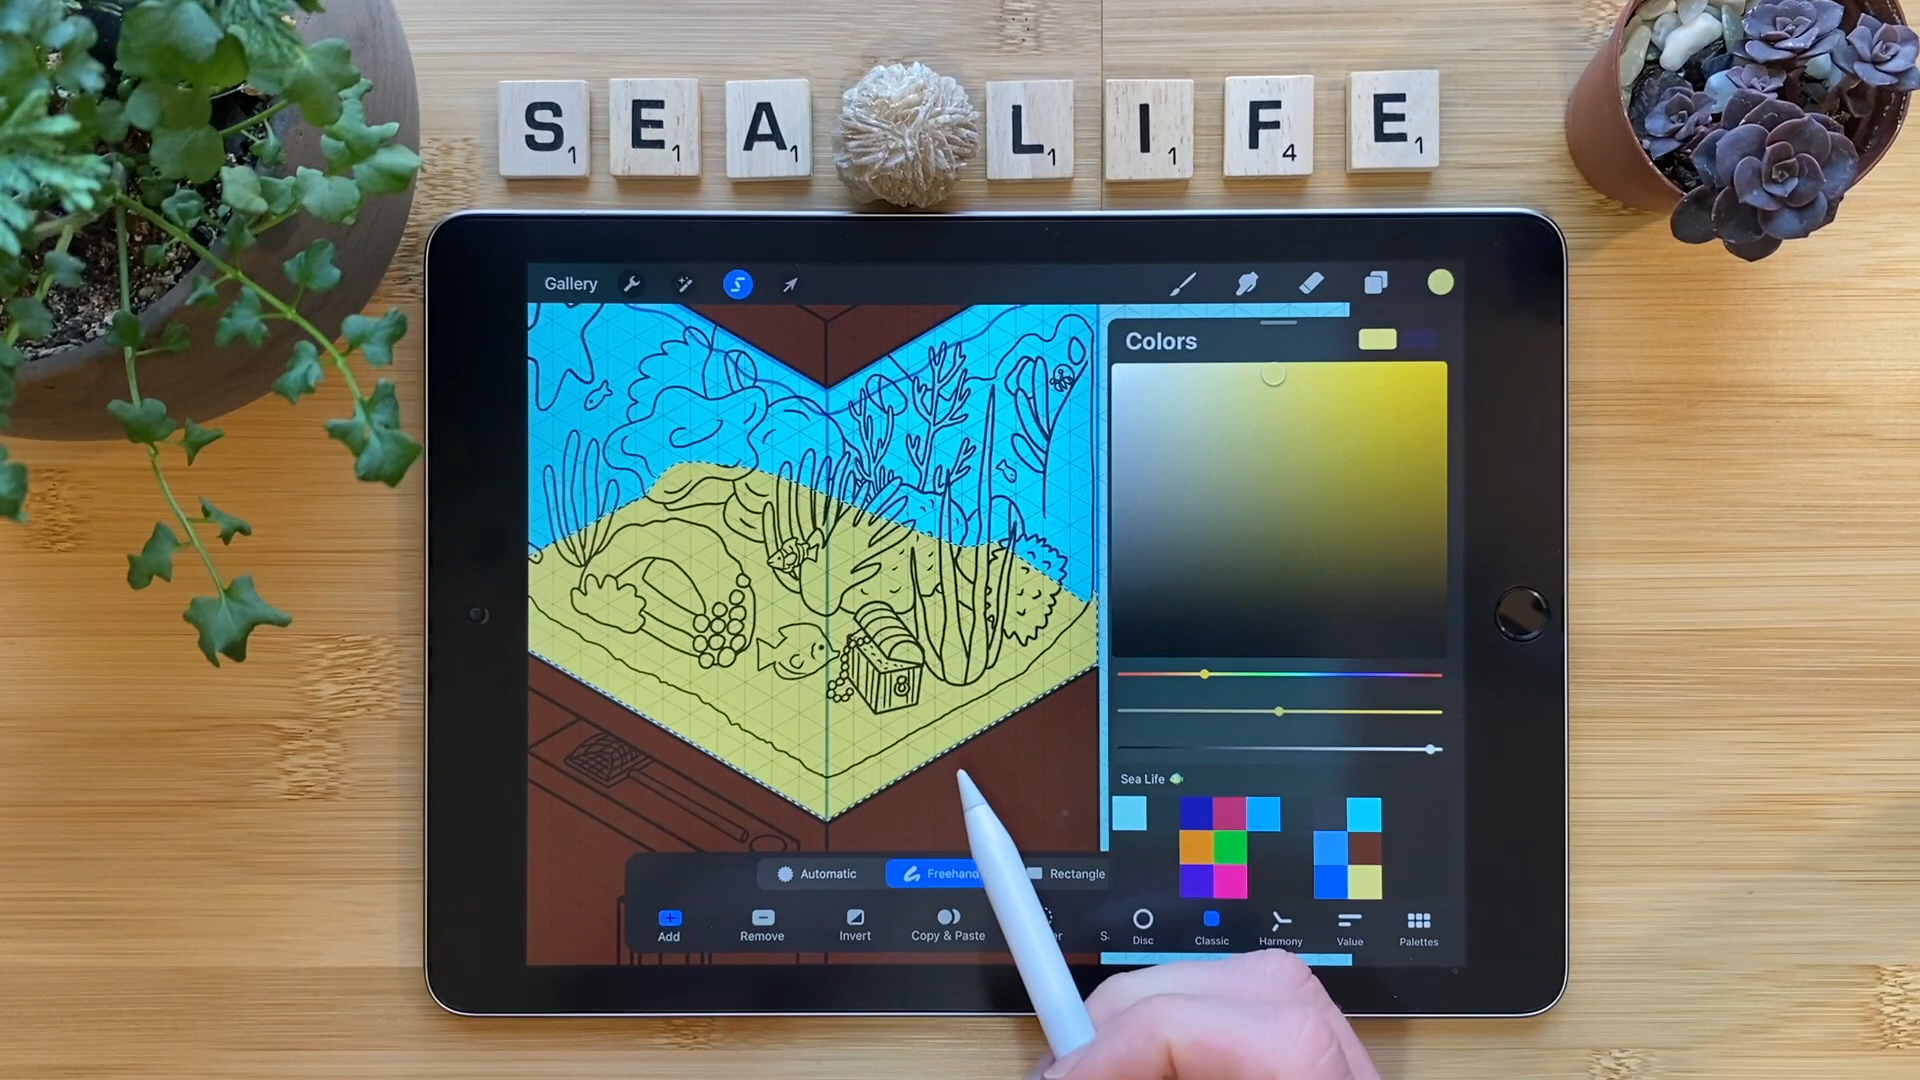 S1 E1 A1 L1 I1 F4 E1
Gallery
Colors
Sea Life
Automatic Freehand Rectangle
Add Remove Invert Copy & Paste
Disc Classic Harmony Value Palettes